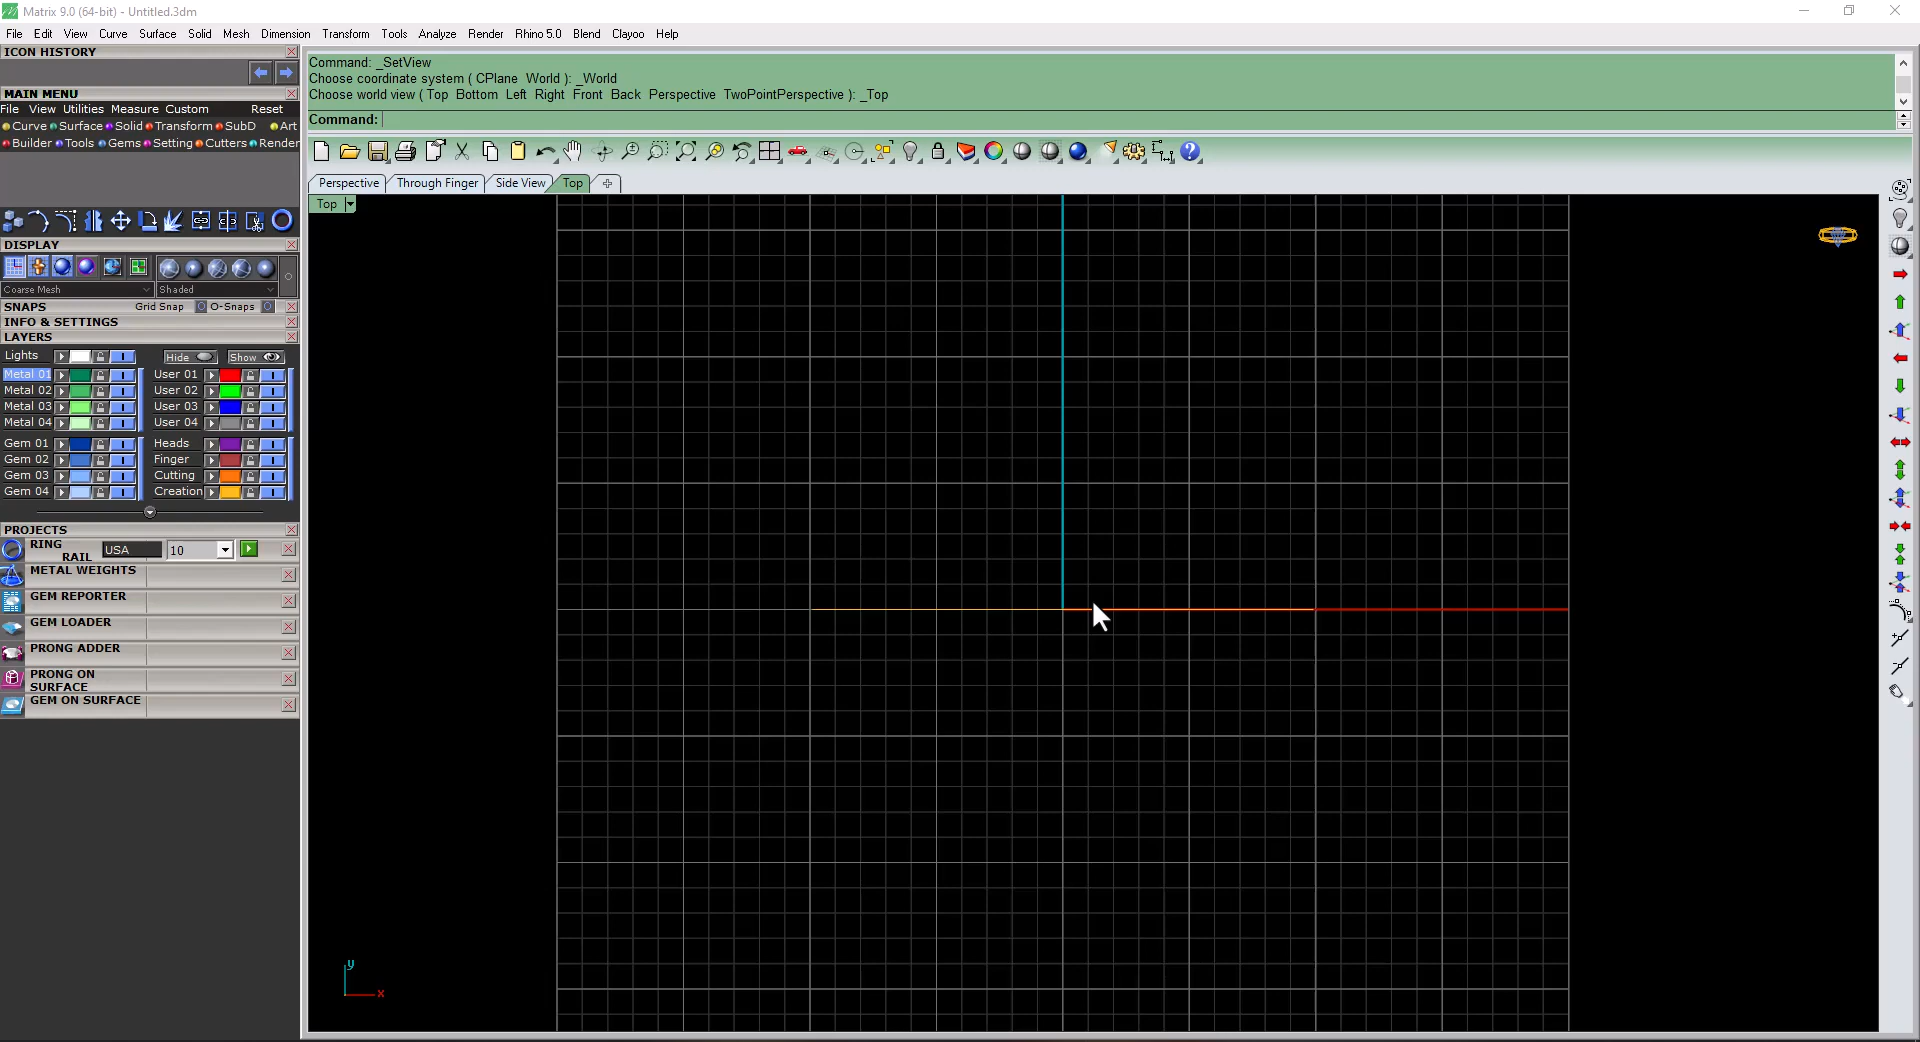 Matrix 9.0 (64-bit) - Untitled.3dm
File Edit View Curve Surface Solid Mesh Dimension Transform Tools Analyze Render Rhino 5.0 Blend Clayoo Help
ICON HISTORY
MAIN MENU
File View Utilities Measure Custom Reset
Curve Surface Solid Transform SubD Art
Builder Tools Gems Setting Cutters Render
DISPLAY
Coarse Mesh Shaded
SNAPS Grid Snap O-Snaps
INFO & SETTINGS
LAYERS
Lights Hide Show
Metal 01 User 01
Metal 02 User 02
Metal 03 User 03
Metal 04 User 04
Gem 01 Heads
Gem 02 Finger
Gem 03 Cutting
Gem 04 Creation
PROJECTS
RING RAIL USA 10
METAL WEIGHTS
GEM REPORTER
GEM LOADER
PRONG ADDER
PRONG ON
SURFACE
GEM ON SURFACE
Command: _SetView
Choose coordinate system ( CPlane World ): _World
Choose world view ( Top Bottom Left Right Front Back Perspective TwoPointPerspective ): _Top
Command:
Perspective Through Finger Side View Top
Top
y
x